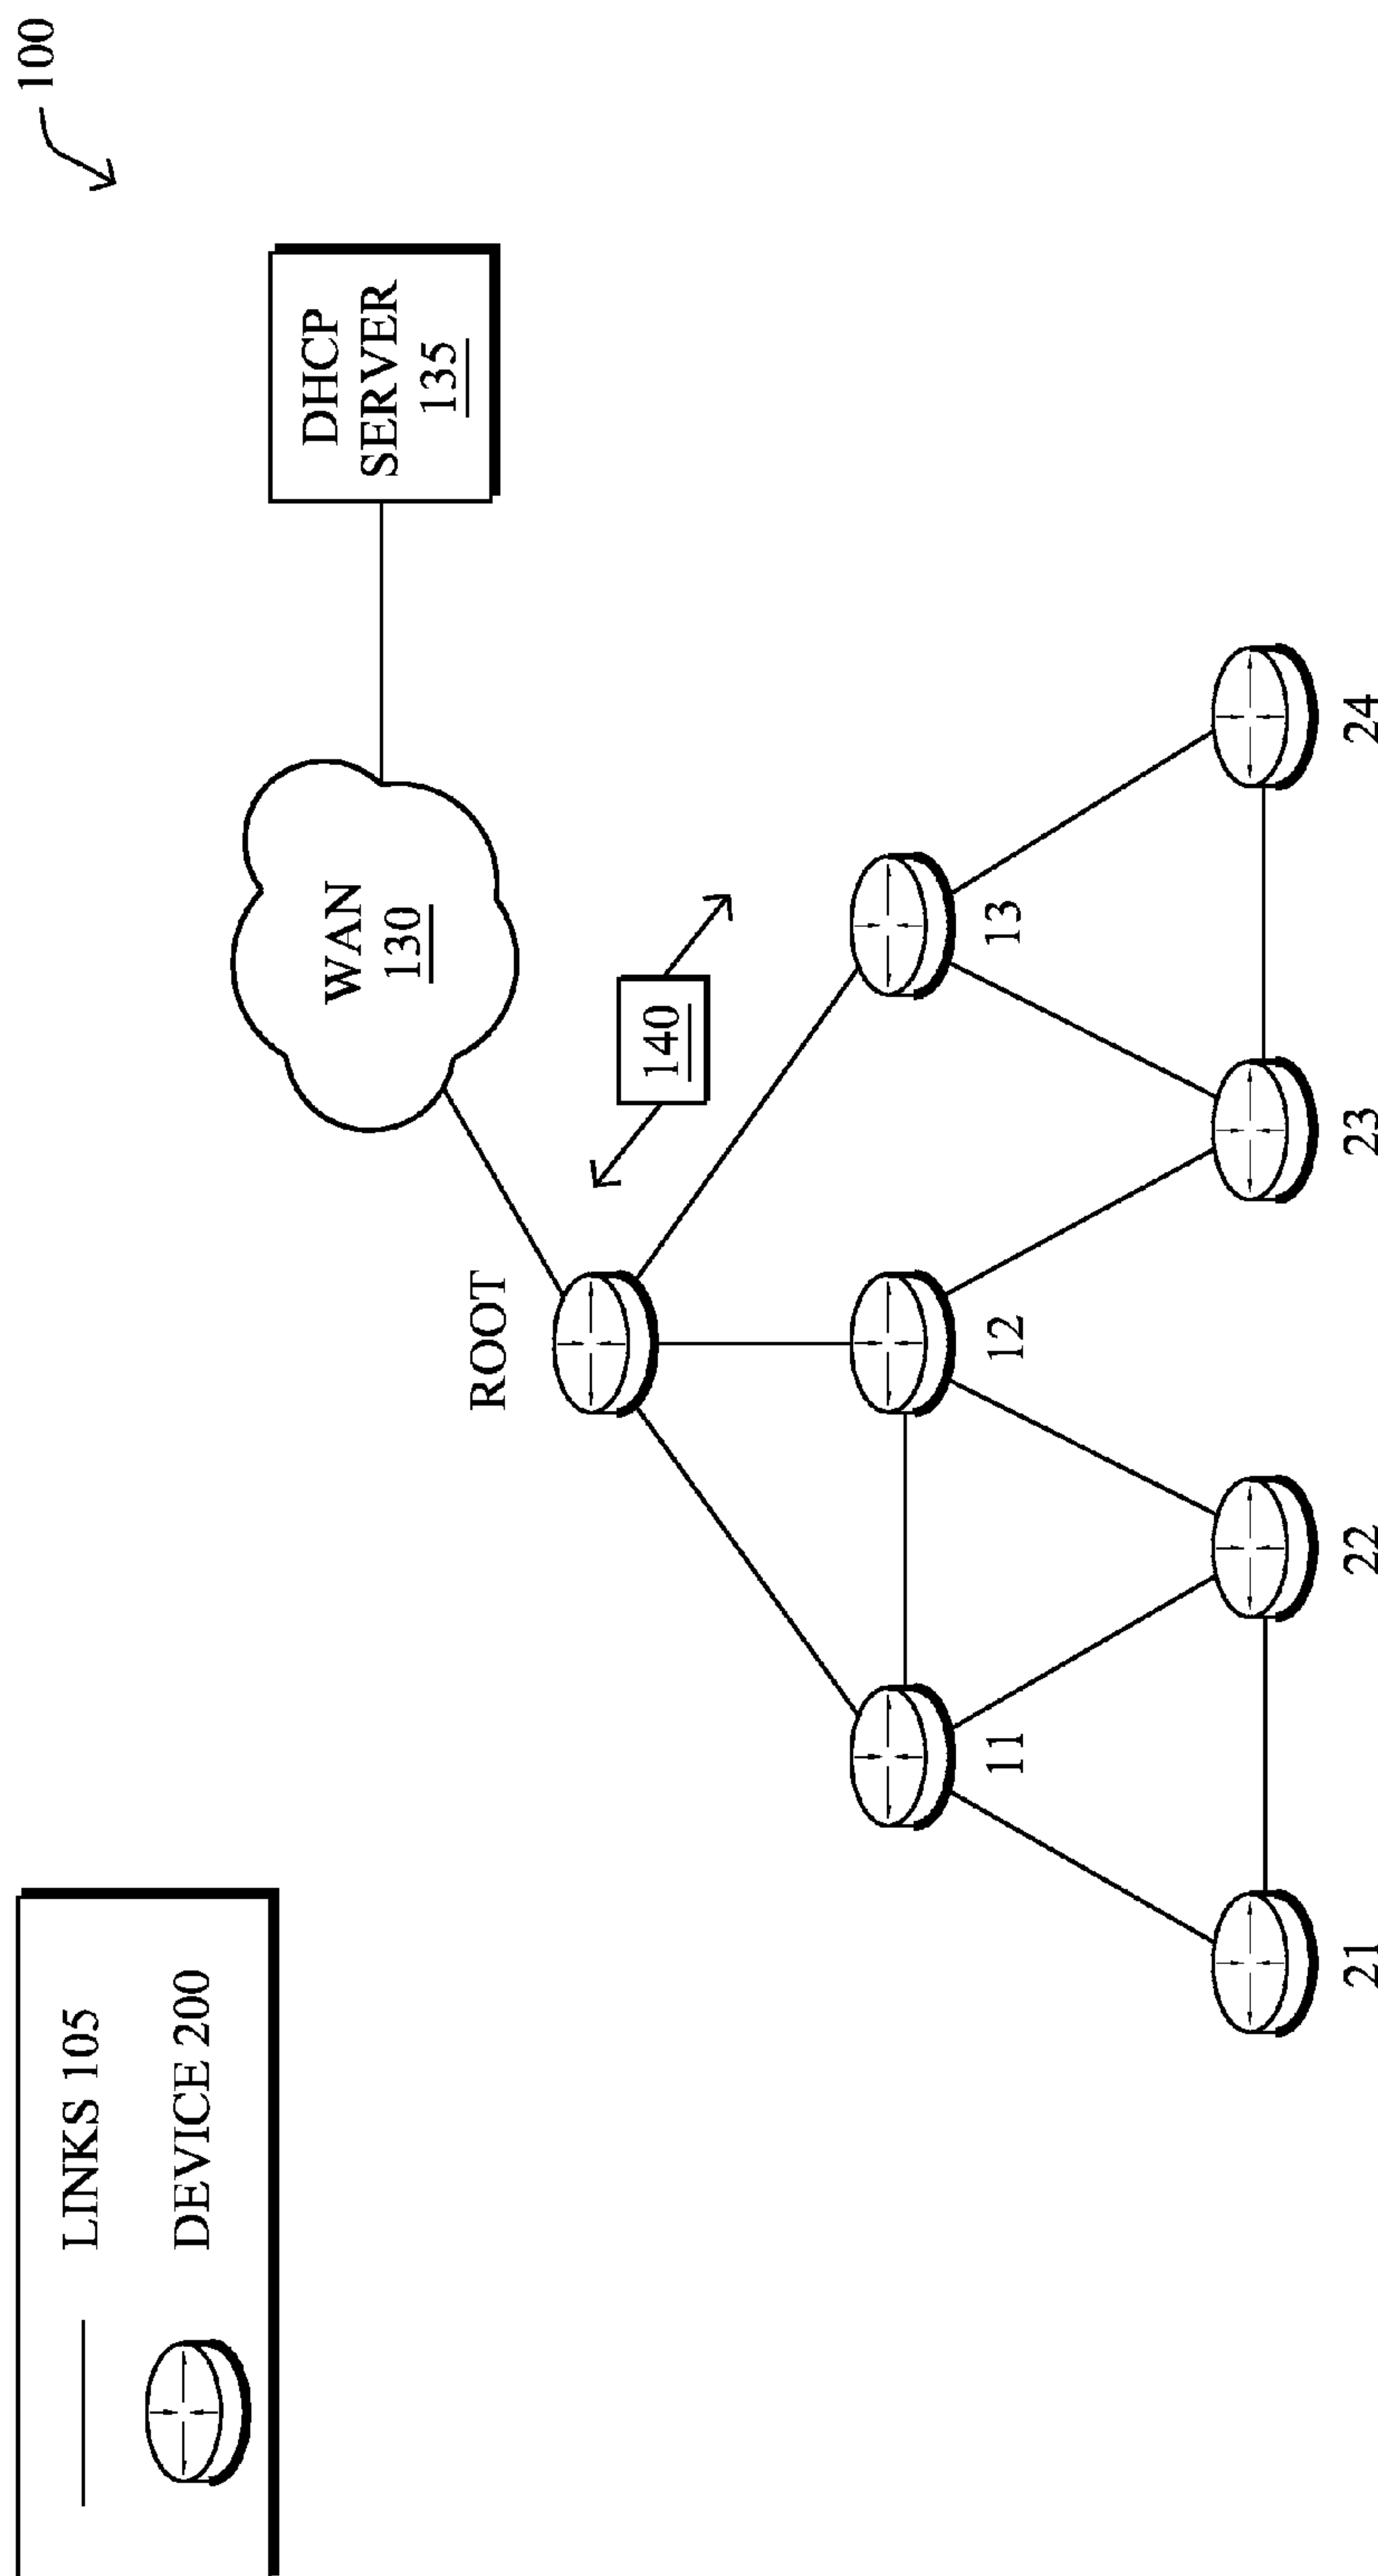 100
LINKS 105
DEVICE 200
WAN
130
DHCP
SERVER
135
ROOT
140
11
12
13
21
22
23
24